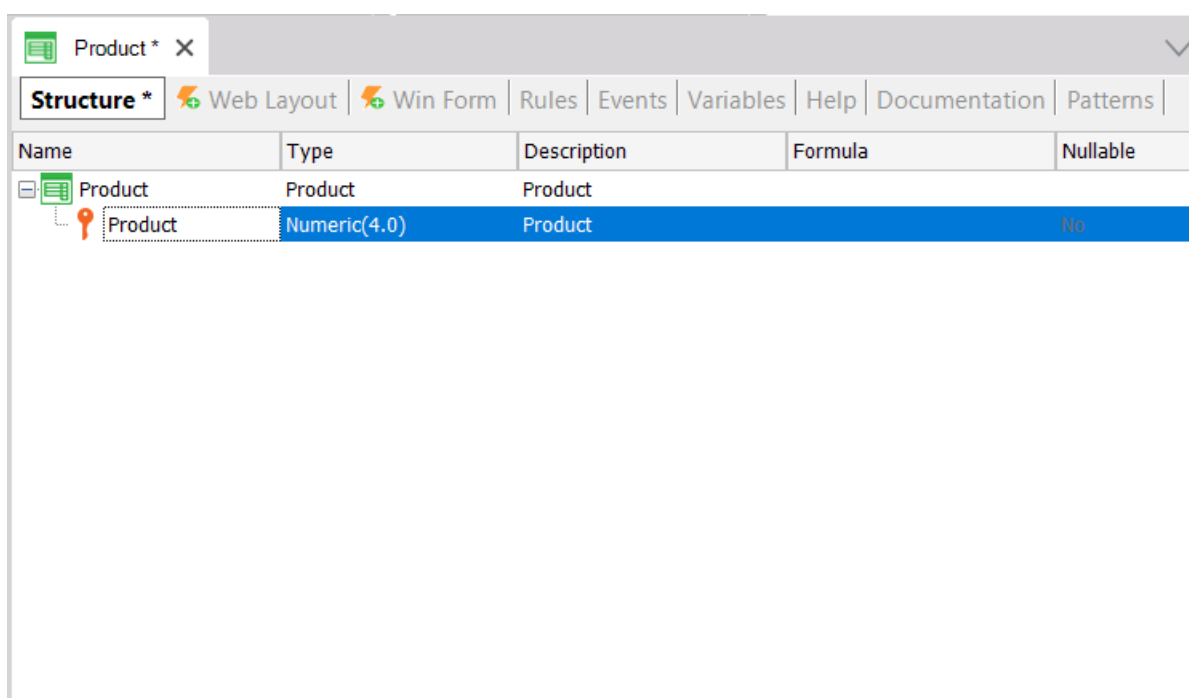 Product *
Structure * Web Layout Win Form Rules Events Variables Help Documentation Patterns
Name Type Description Formula Nullable
Product Product Product
Product Numeric(4.0) Product No